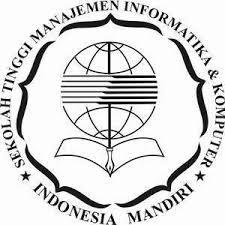 SEKOLAH TINGGI MANAJEMEN INFORMATIKA & KOMPUTER
INDONESIA MANDIRI